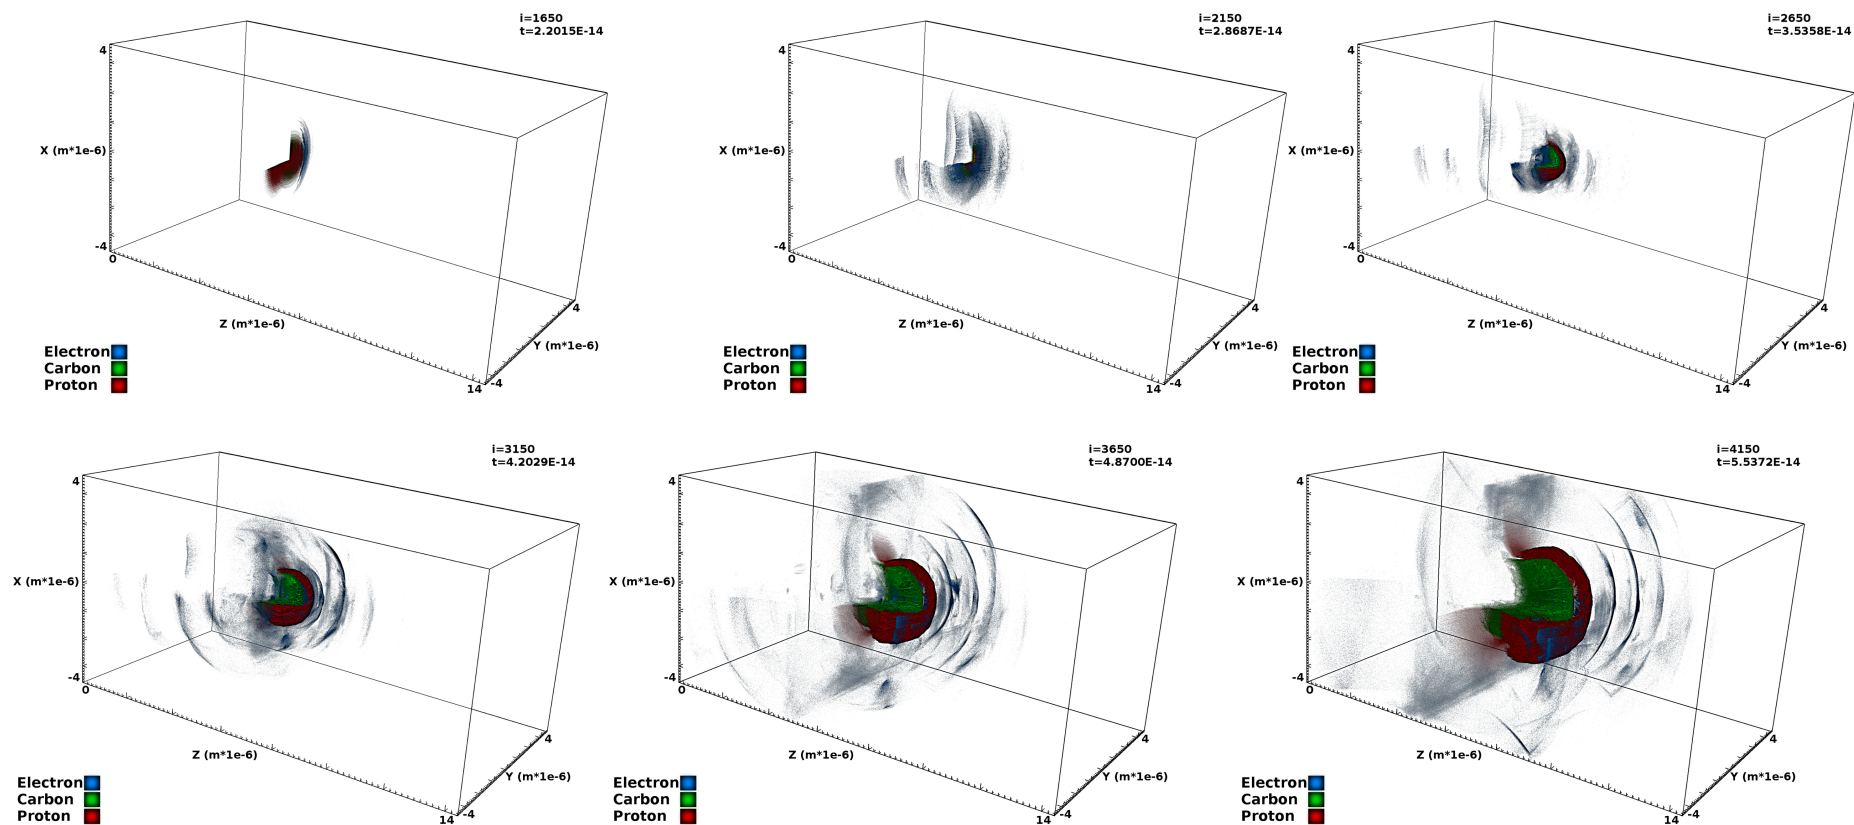 i=1650
t=2.2015E-14
4
X (m*1e-6)
-4
0
Z (m*1e-6)
14
-4
Y (m*1e-6)
4
Electron
Carbon
Proton
i=2150
t=2.8687E-14
4
X (m*1e-6)
-4
0
Z (m*1e-6)
14
-4
Y (m*1e-6)
4
Electron
Carbon
Proton
i=2650
t=3.5358E-14
4
X (m*1e-6)
-4
0
Z (m*1e-6)
14
-4
Y (m*1e-6)
4
Electron
Carbon
Proton
i=3150
t=4.2029E-14
4
X (m*1e-6)
-4
0
Z (m*1e-6)
14
-4
Y (m*1e-6)
4
Electron
Carbon
Proton
i=3650
t=4.8700E-14
4
X (m*1e-6)
-4
0
Z (m*1e-6)
14
-4
Y (m*1e-6)
4
Electron
Carbon
Proton
i=4150
t=5.5372E-14
4
X (m*1e-6)
-4
0
Z (m*1e-6)
14
-4
Y (m*1e-6)
4
Electron
Carbon
Proton